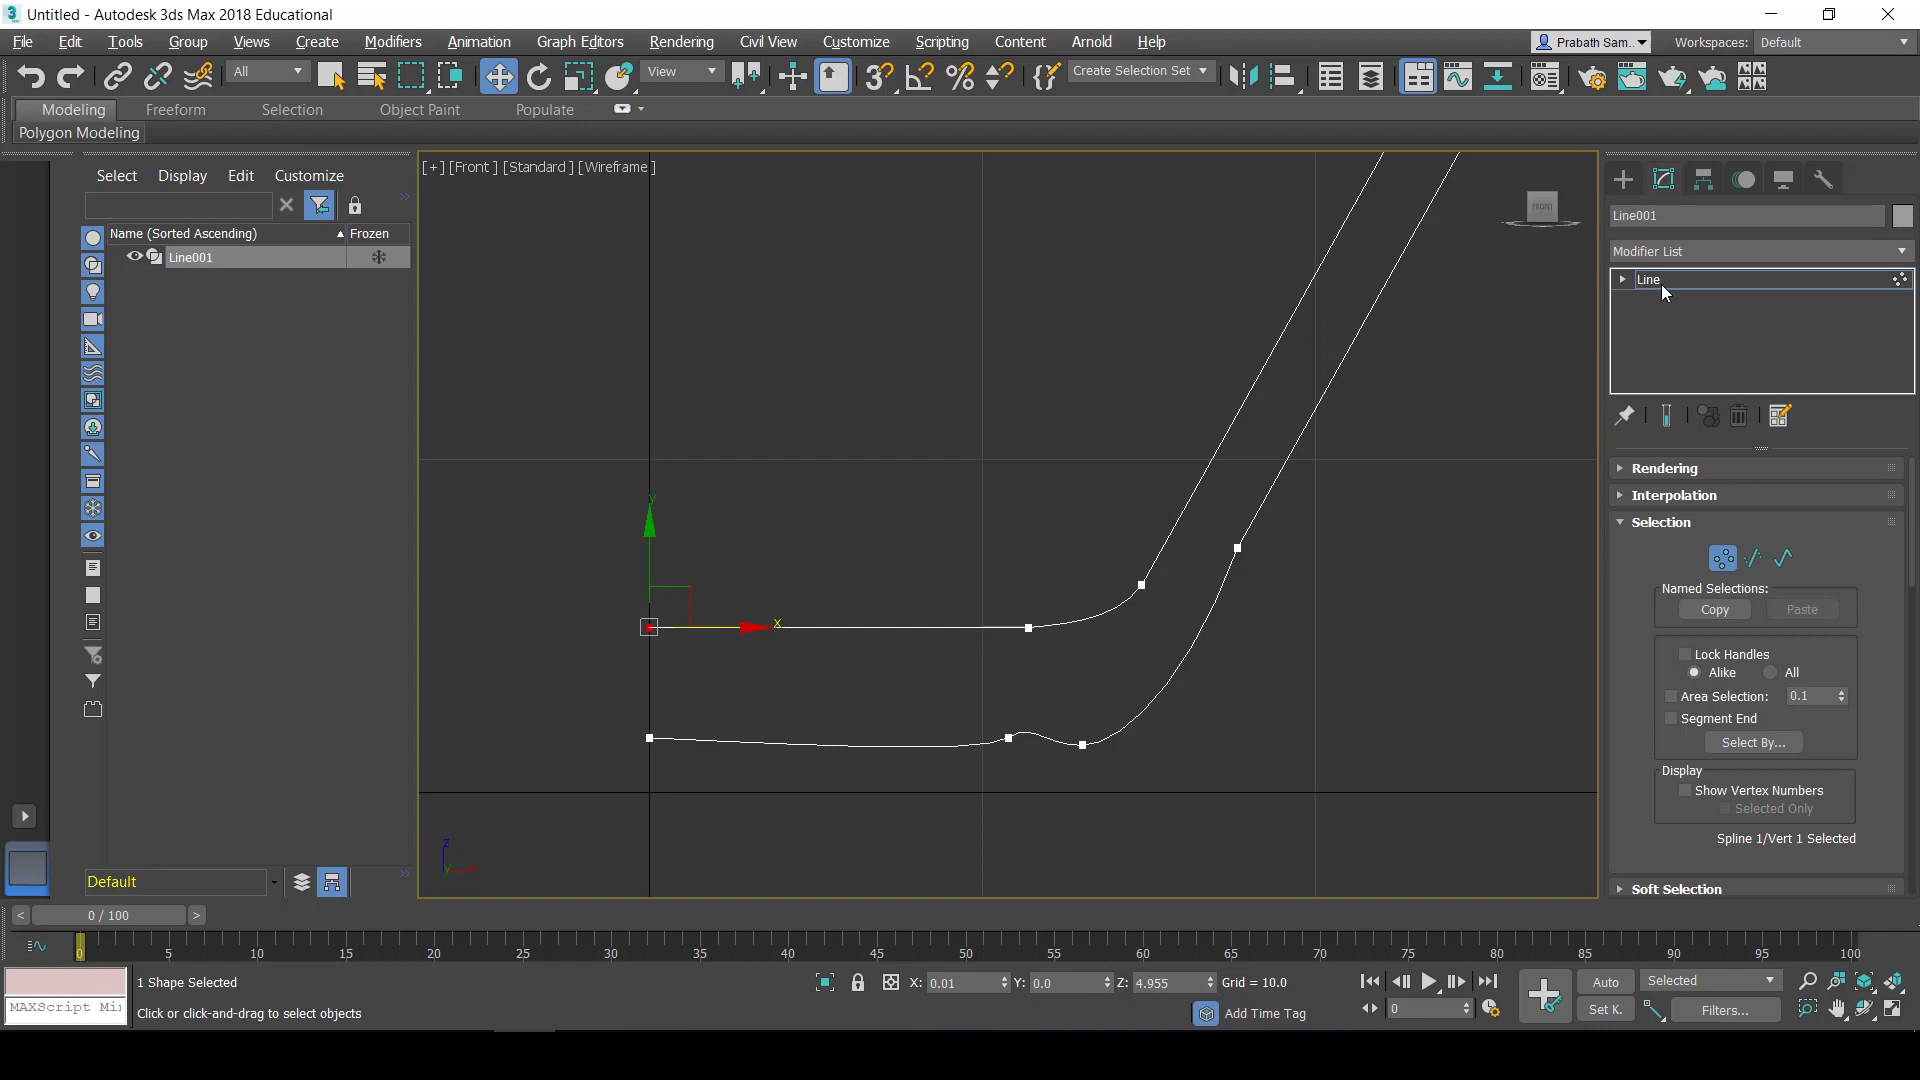 Untitled - Autodesk 3ds Max 2018 Educational
File Edit Tools Group Views Create Modifiers Animation Graph Editors Rendering Civil View Customize Scripting Content Arnold Help
Prabath Sam.. Workspaces: Default
All View Create Selection Set
Modeling Freeform Selection Object Paint Populate
Polygon Modeling
Select Display Edit Customize
Name (Sorted Ascending) Frozen
Line001
Default
[+] [Front ] [Standard ] [Wireframe ]
FRONT
y
x
z
y x
Line001
Modifier List
Line
Rendering
Interpolation
Selection
Named Selections:
Copy Paste
Lock Handles
Alike All
Area Selection: 0.1
Segment End
Select By...
Display
Show Vertex Numbers
Selected Only
Spline 1/Vert 1 Selected
Soft Selection
< 0 / 100 >
0 5 10 15 20 25 30 35 40 45 50 55 60 65 70 75 80 85 90 95 100
1 Shape Selected X: 0.01 Y: 0.0 Z: 4.955 Grid = 10.0 Auto Selected
MAXScript Mi
Click or click-and-drag to select objects Add Time Tag 0 Set K. Filters...